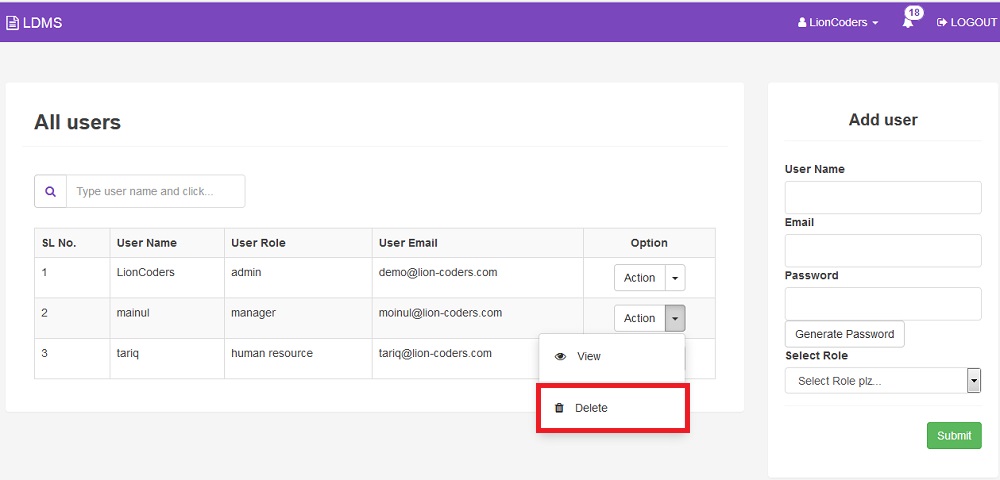 LDMS
LionCoders
18
LOGOUT
All users
Type user name and click...
SL No. User Name User Role User Email Option
1 LionCoders admin demo@lion-coders.com Action
2 mainul manager moinul@lion-coders.com Action
3 tariq human resource tariq@lion-coders.com
View
Delete
Add user
User Name
Email
Password
Generate Password
Select Role
Select Role plz...
Submit